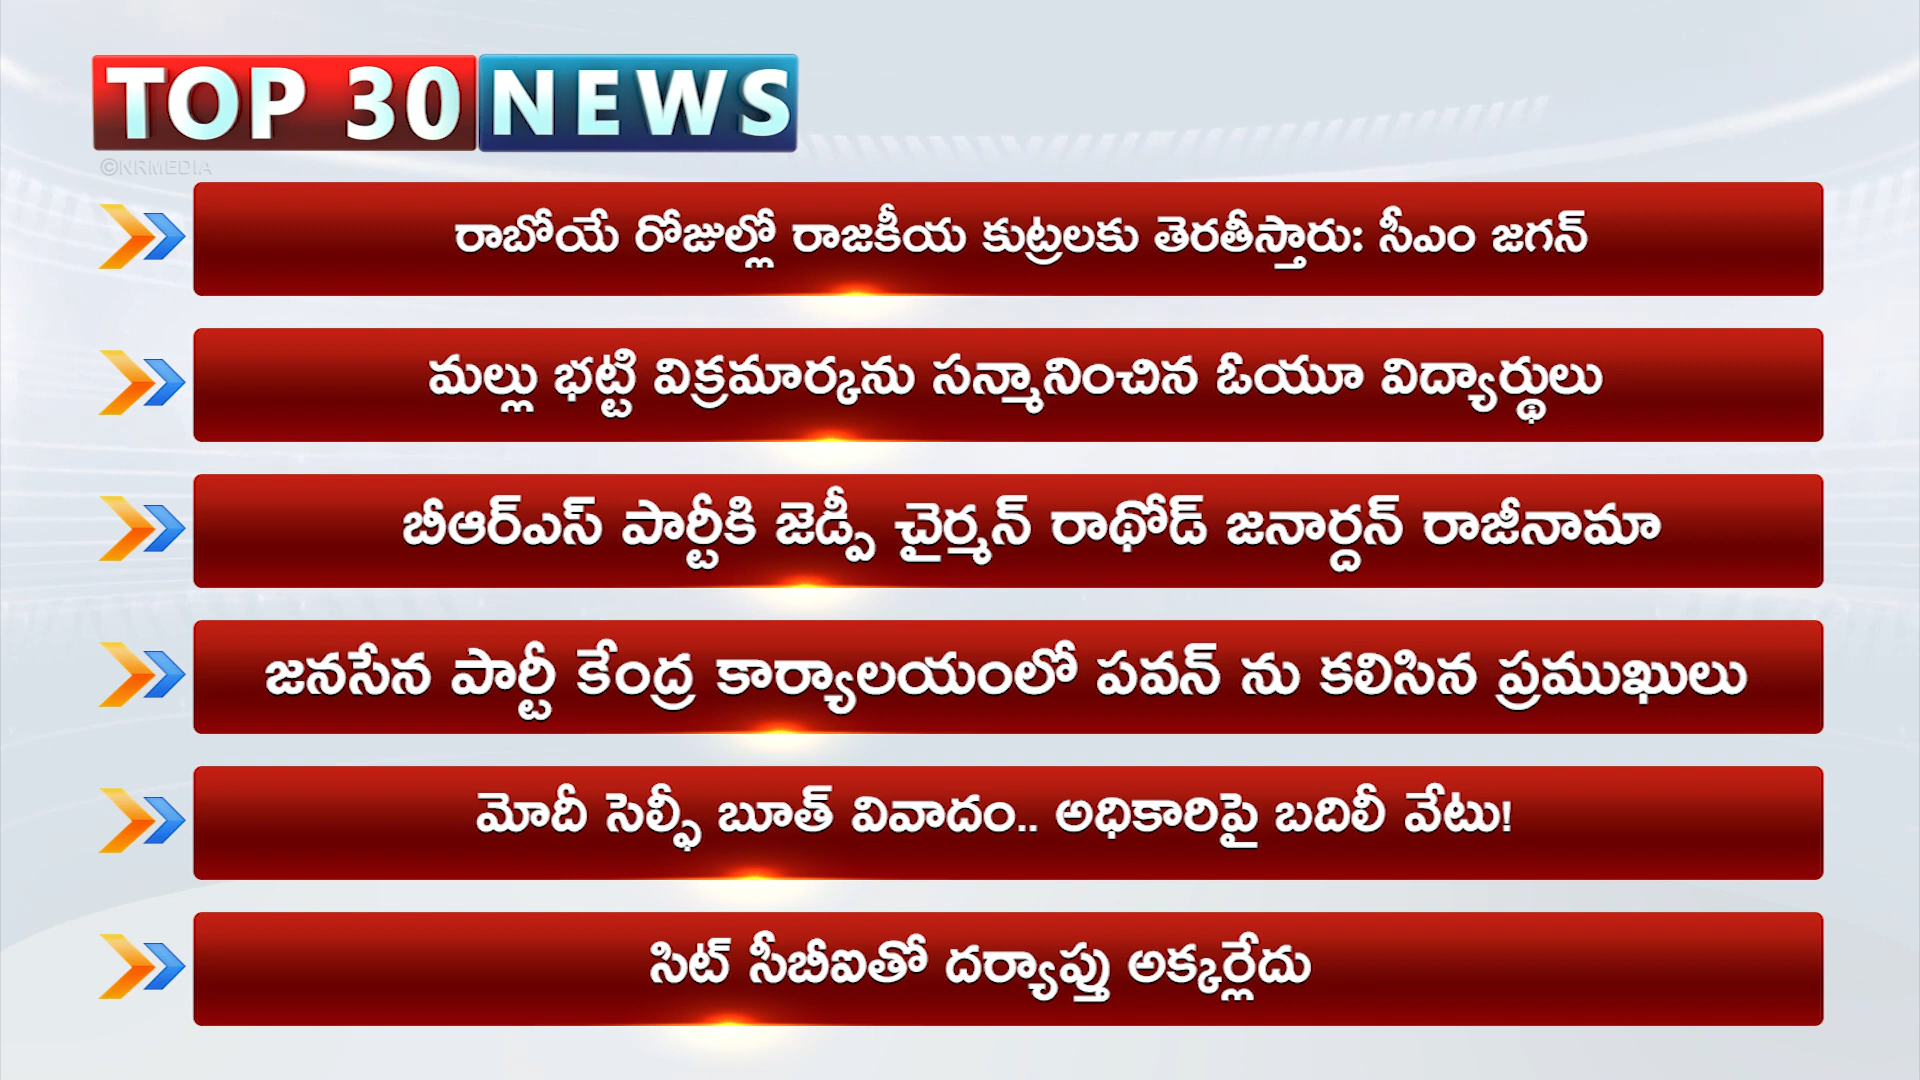 TOP 30 NEWS
©NRMEDIA
రాబోయే రోజుల్లో రాజకీయ కుట్రలకు తెరతీస్తారు: సీఎం జగన్
మల్లు భట్టి విక్రమార్కను సన్మానించిన ఓయూ విద్యార్థులు
బీఆర్ఎస్ పార్టీకి జెడ్పీ చైర్మన్ రాథోడ్ జనార్దన్ రాజీనామా
జనసేన పార్టీ కేంద్ర కార్యాలయంలో పవన్ ను కలిసిన ప్రముఖులు
మోదీ సెల్ఫీ బూత్ వివాదం.. అధికారిపై బదిలీ వేటు!
సిట్ సీబీఐతో దర్యాప్తు అక్కర్లేదు